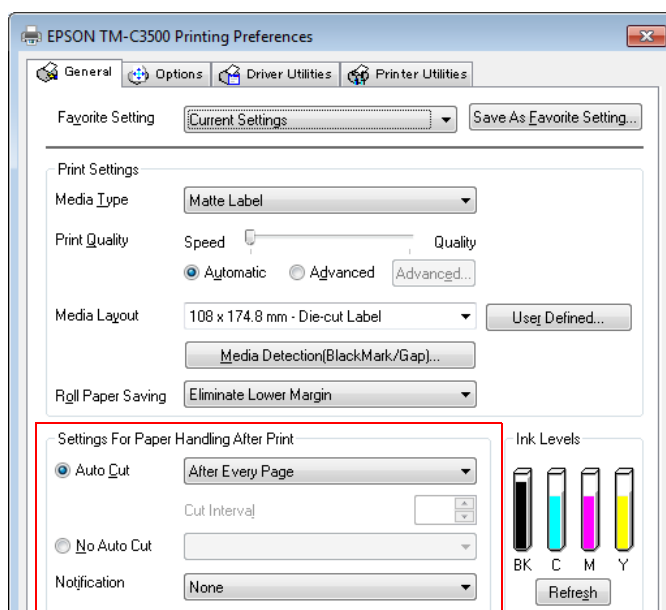 EPSON TM-C3500 Printing Preferences
General Options Driver Utilities Printer Utilities
Favorite Setting Current Settings Save As Favorite Setting...
Print Settings
Media Type Matte Label
Print Quality Speed Quality
Automatic Advanced Advanced...
Media Layout 108 x 174.8 mm - Die-cut Label User Defined...
Media Detection(BlackMark/Gap)...
Roll Paper Saving Eliminate Lower Margin
Settings For Paper Handling After Print
Auto Cut After Every Page
Cut Interval
No Auto Cut
Notification None
Ink Levels
BK C M Y
Refresh